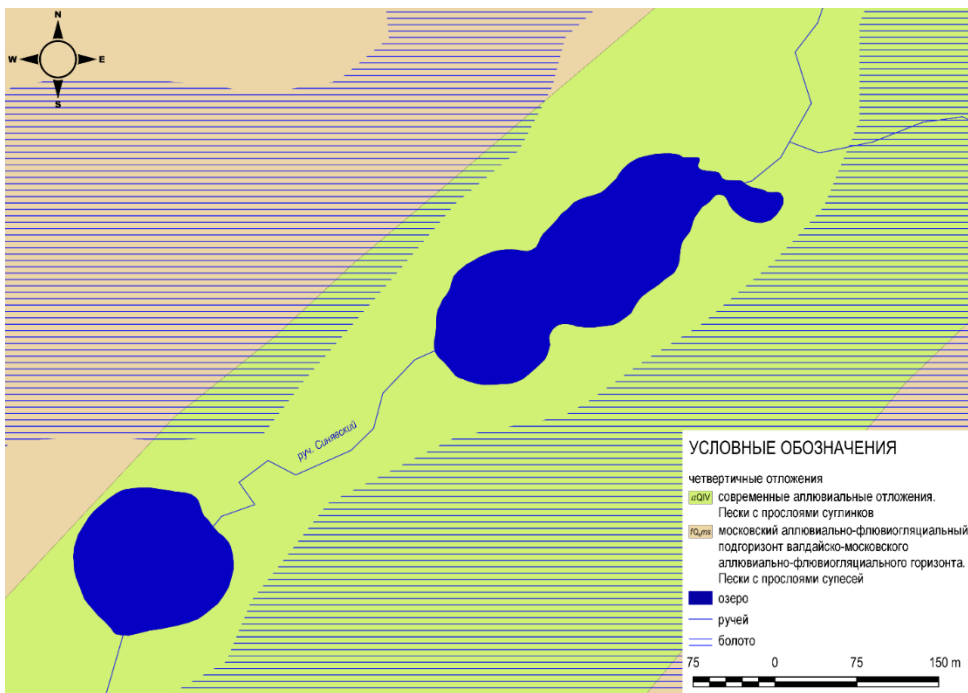 N
W E
S
руч. Синявский
УСЛОВНЫЕ ОБОЗНАЧЕНИЯ
четвертичные отложения
aQIV современные аллювиальные отложения.
Пески с прослоями суглинков
fQ₂ms московский аллювиально-флювиогляциальный
подгоризонт валдайско-московского
аллювиально-флювиогляциального горизонта.
Пески с прослоями супесей
озеро
ручей
болото
75 0 75 150 m